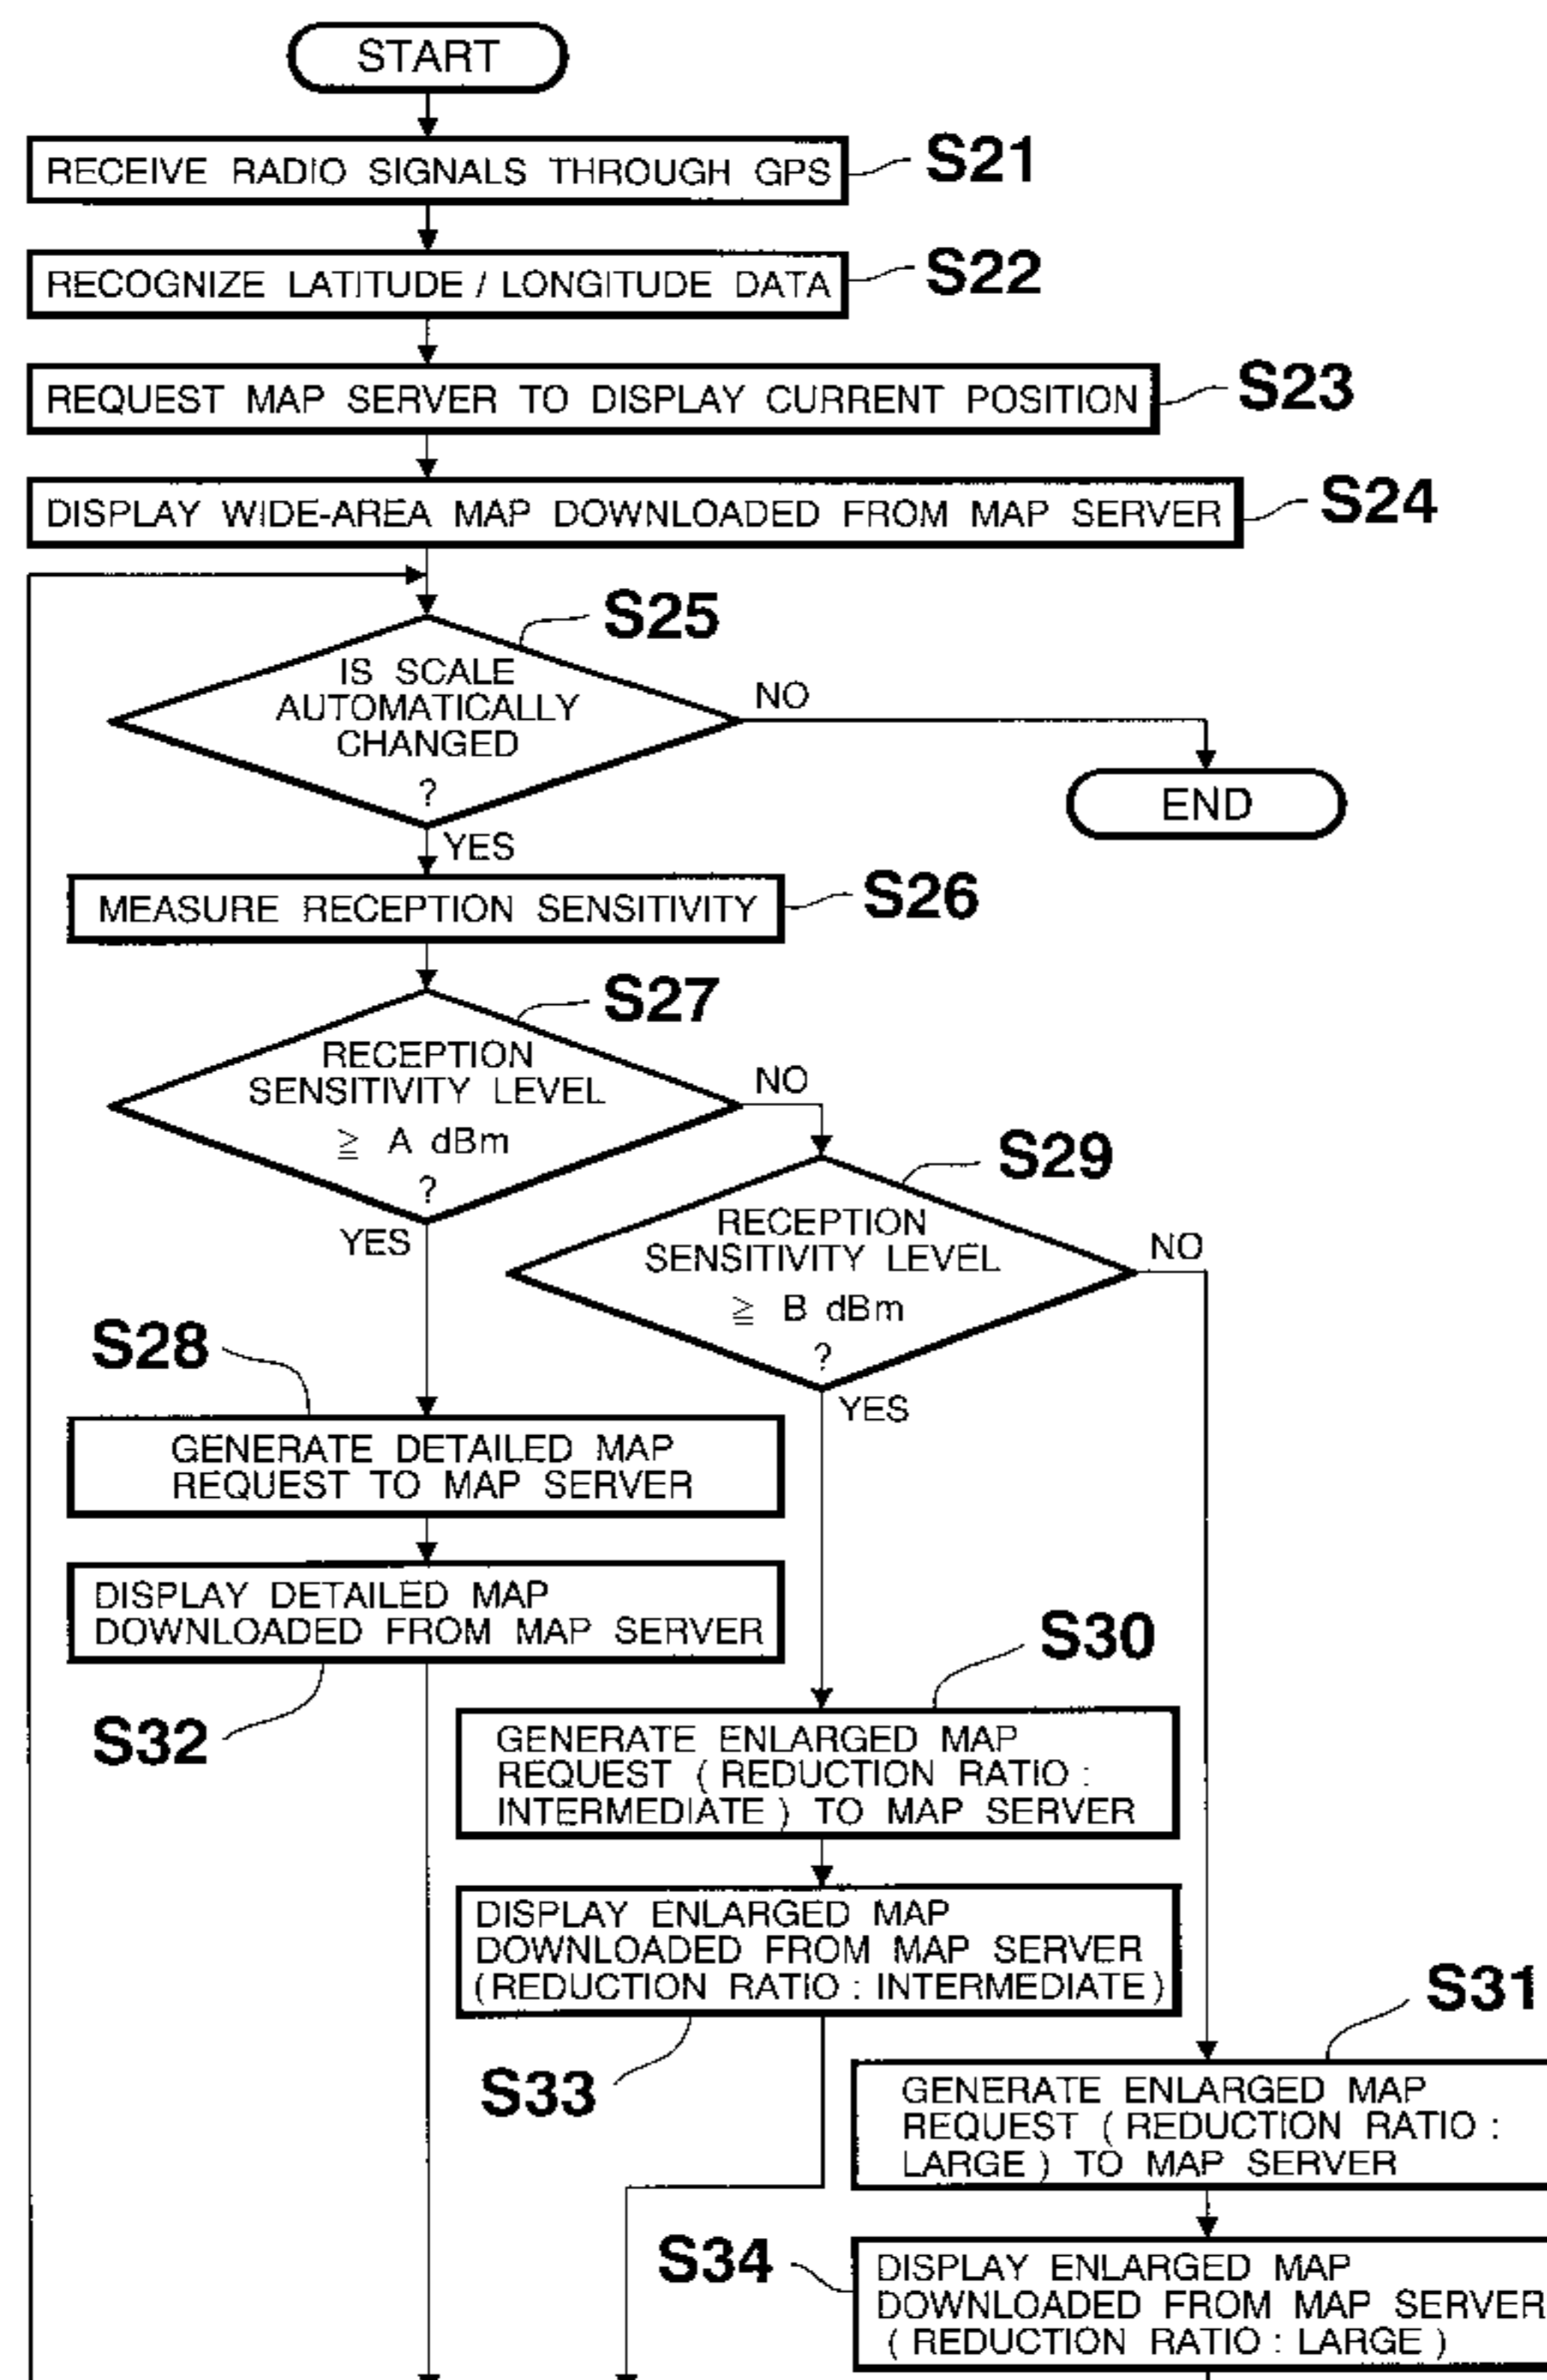 START
RECEIVE RADIO SIGNALS THROUGH GPS
S21
RECOGNIZE LATITUDE / LONGITUDE DATA
S22
REQUEST MAP SERVER TO DISPLAY CURRENT POSITION
S23
DISPLAY WIDE-AREA MAP DOWNLOADED FROM MAP SERVER
S24
S25
IS SCALE
AUTOMATICALLY
CHANGED
?
NO
END
YES
MEASURE RECEPTION SENSITIVITY
S26
S27
RECEPTION
SENSITIVITY LEVEL
≧ A dBm
?
NO
YES
S29
RECEPTION
SENSITIVITY LEVEL
≧ B dBm
?
NO
YES
S28
GENERATE DETAILED MAP
REQUEST TO MAP SERVER
DISPLAY DETAILED MAP
DOWNLOADED FROM MAP SERVER
S32
S30
GENERATE ENLARGED MAP
REQUEST ( REDUCTION RATIO :
INTERMEDIATE ) TO MAP SERVER
DISPLAY ENLARGED MAP
DOWNLOADED FROM MAP SERVER
( REDUCTION RATIO : INTERMEDIATE )
S33
S31
GENERATE ENLARGED MAP
REQUEST ( REDUCTION RATIO :
LARGE ) TO MAP SERVER
S34
DISPLAY ENLARGED MAP
DOWNLOADED FROM MAP SERVER
( REDUCTION RATIO : LARGE )